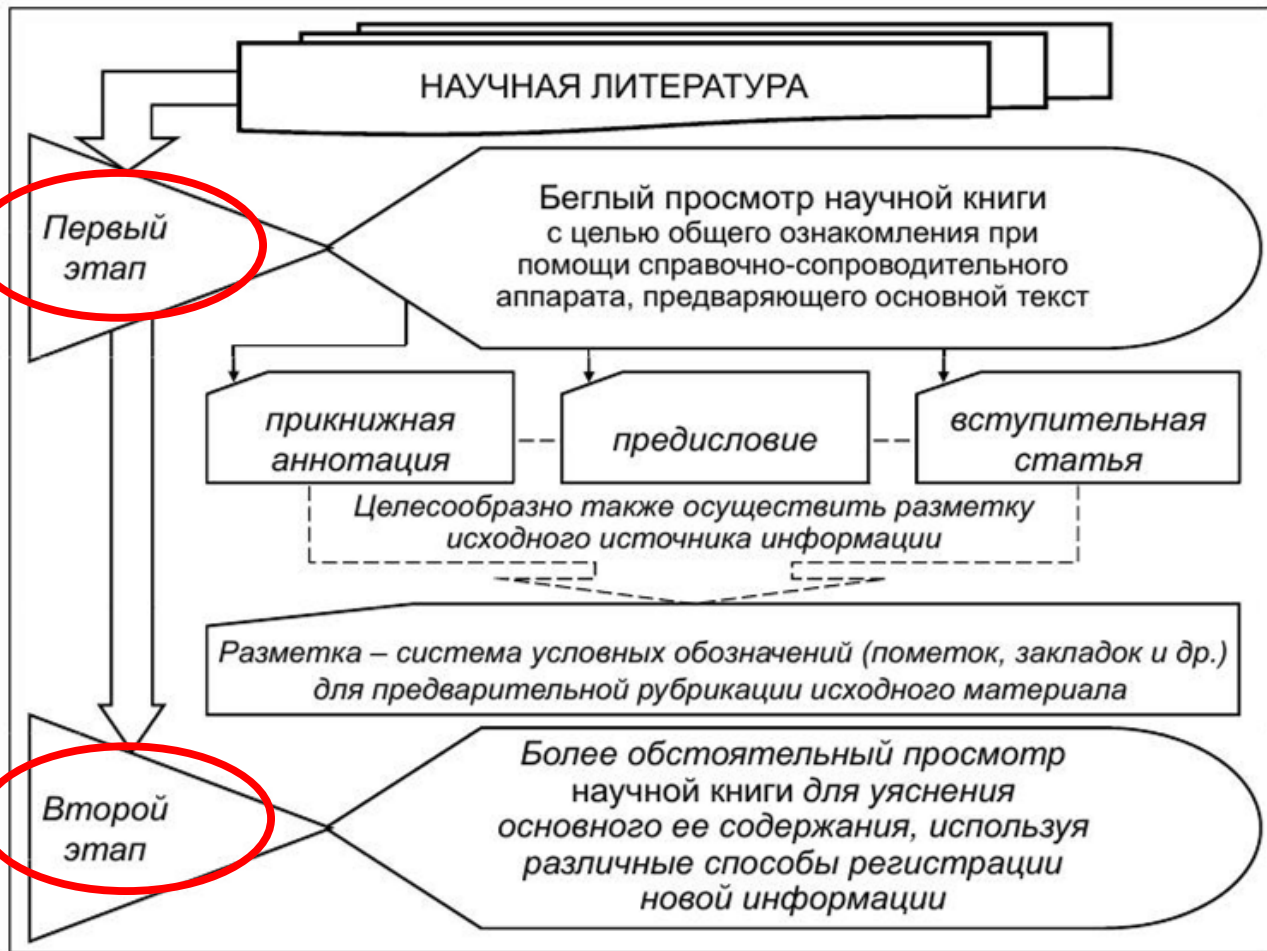 НАУЧНАЯ ЛИТЕРАТУРА
Первый
этап
Беглый просмотр научной книги
с целью общего ознакомления при
помощи справочно-сопроводительного
аппарата, предваряющего основной текст
прикнижная
аннотация
предисловие
вступительная
статья
Целесообразно также осуществить разметку
исходного источника информации
Разметка – система условных обозначений (пометок, закладок и др.)
для предварительной рубрикации исходного материала
Второй
этап
Более обстоятельный просмотр
научной книги для уяснения
основного ее содержания, используя
различные способы регистрации
новой информации